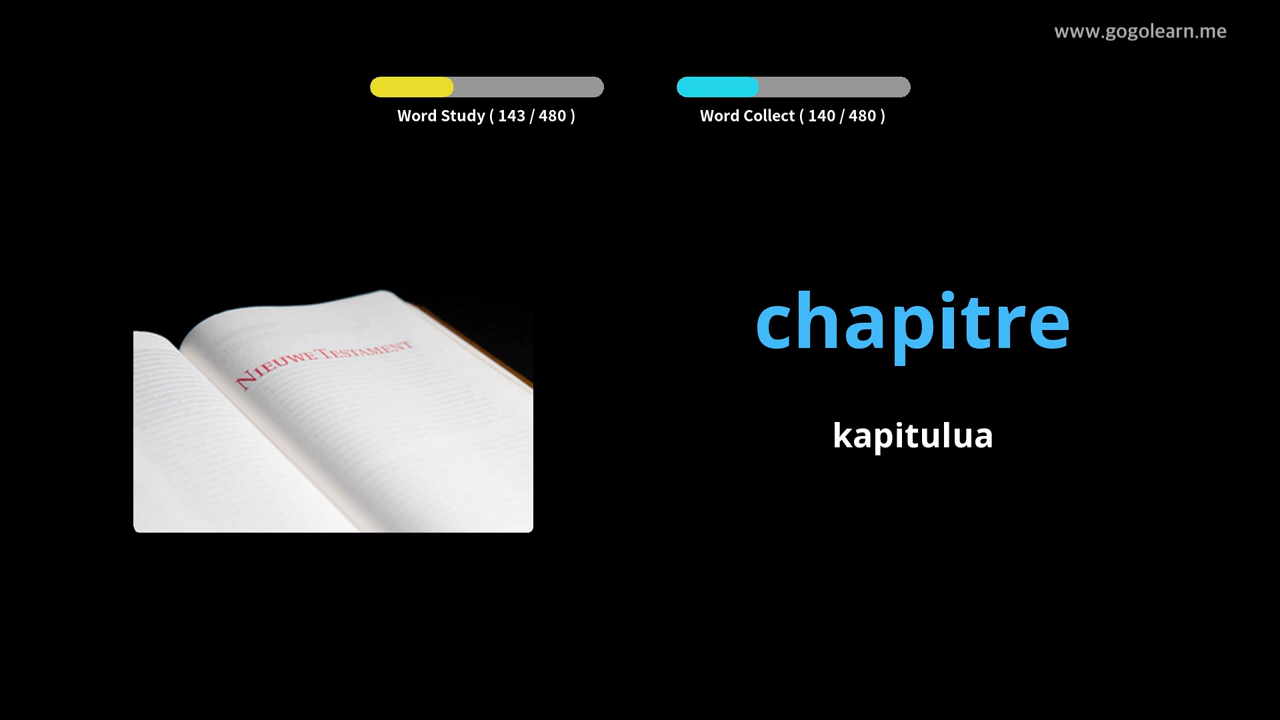 www.gogolearn.me
Word Study ( 143 / 480 )
Word Collect ( 140 / 480 )
NIEUWE TESTAMENT
chapitre
kapitulua